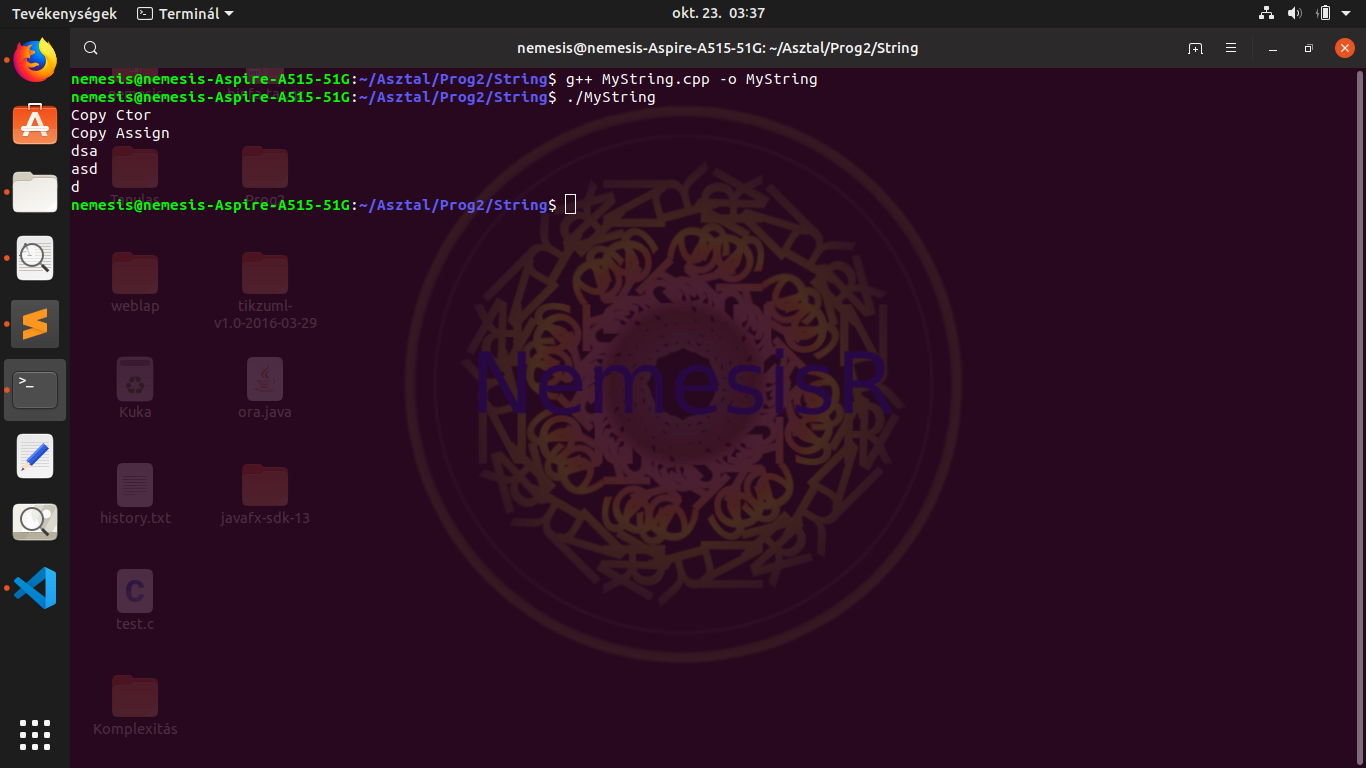 Tevékenységek
Terminál
okt. 23. 03:37
nemesis@nemesis-Aspire-A515-51G: ~/Asztal/Prog2/String
nemesis@nemesis-Aspire-A515-51G:~/Asztal/Prog2/String$ g++ MyString.cpp -o MyString
nemesis@nemesis-Aspire-A515-51G:~/Asztal/Prog2/String$ ./MyString
Copy Ctor
Copy Assign
dsa
asd
d
nemesis@nemesis-Aspire-A515-51G:~/Asztal/Prog2/String$
Prog2
weblap
tikzuml-
v1.0-2016-03-29
Kuka
ora.java
NemesisR
history.txt
javafx-sdk-13
C
test.c
Komplexitás